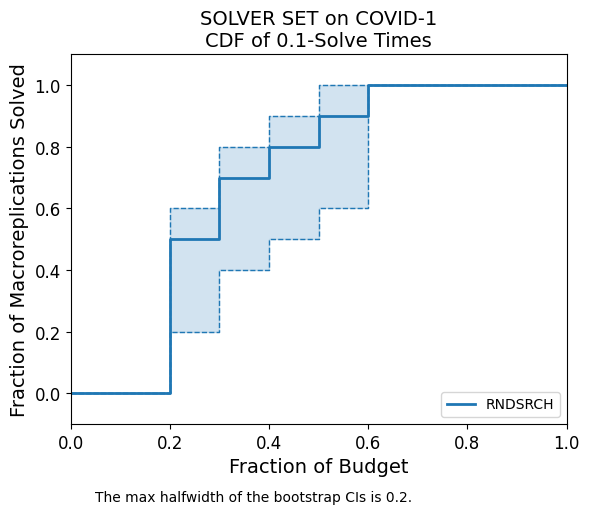 SOLVER SET on COVID-1
CDF of 0.1-Solve Times
Fraction of Macroreplications Solved
1.0
0.8
0.6
0.4
0.2
0.0
RNDSRCH
0.0 0.2 0.4 0.6 0.8 1.0
Fraction of Budget
The max halfwidth of the bootstrap CIs is 0.2.